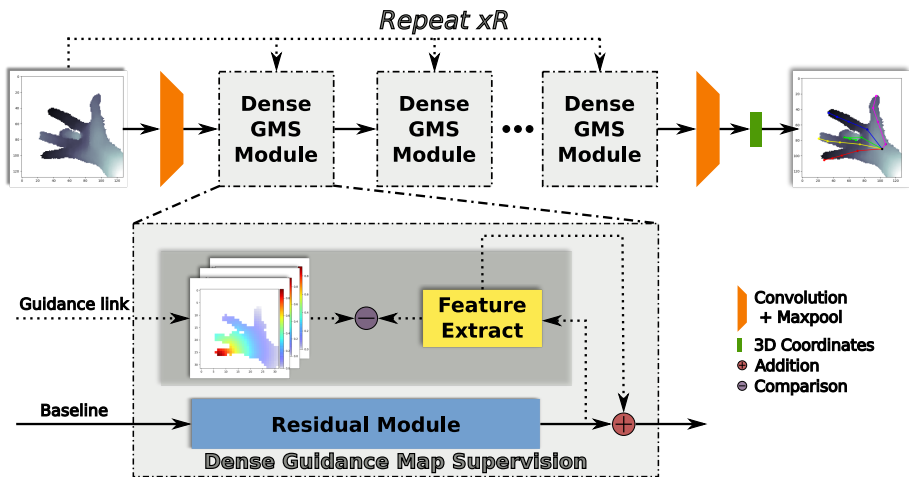 Repeat xR
Dense
GMS
Module
Dense
GMS
Module
Dense
GMS
Module
Guidance link
Feature
Extract
Baseline
Residual Module
Dense Guidance Map Supervision
Convolution
+ Maxpool
3D Coordinates
Addition
Comparison